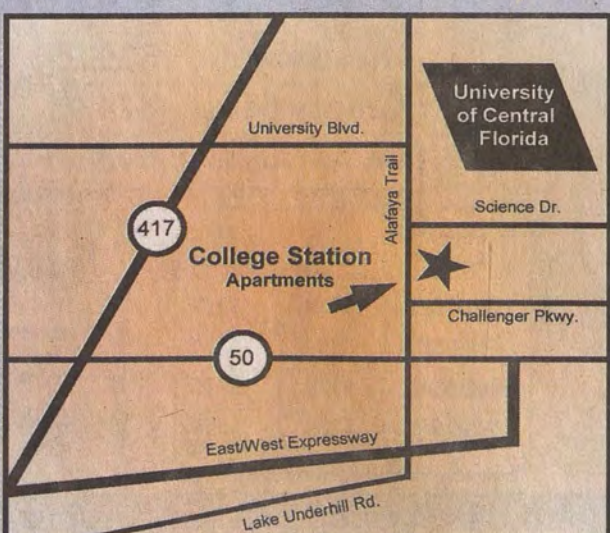 University
of Central
Florida
University Blvd.
Alafaya Trail
Science Dr.
417
College Station
Apartments
Challenger Pkwy.
50
East/West Expressway
Lake Underhill Rd.